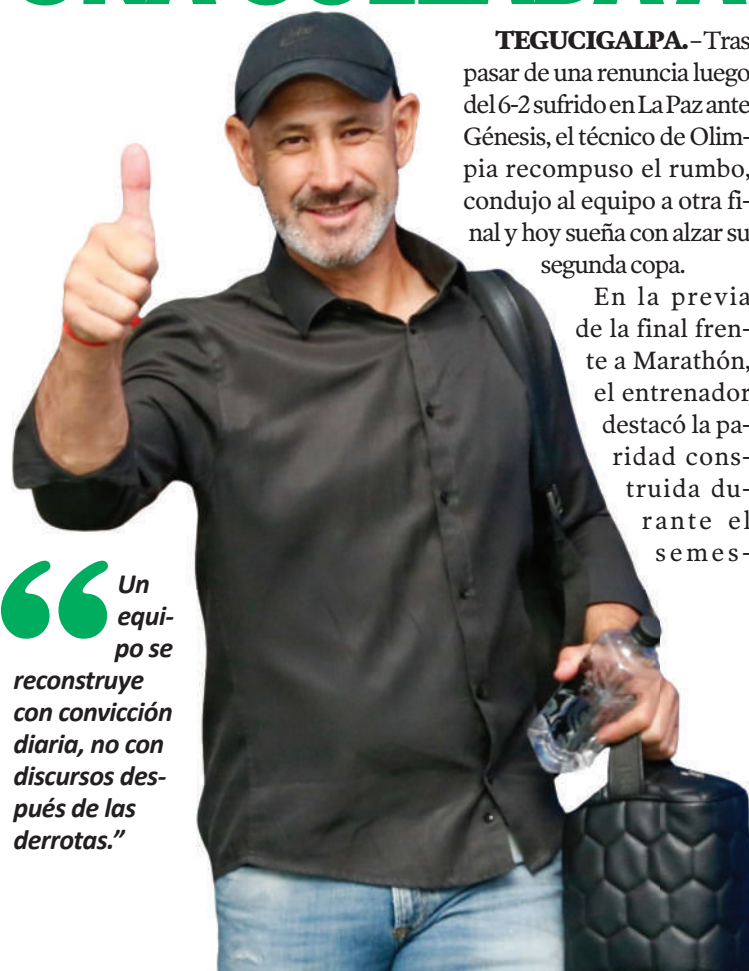 TEGUCIGALPA.–Tras
pasar de una renuncia luego
del 6-2 sufrido en La Paz ante
Génesis, el técnico de Olim-
pia recompuso el rumbo,
condujo al equipo a otra fi-
nal y hoy sueña con alzar su
segunda copa.
En la previa
de la final fren-
te a Marathón,
el entrenador
destacó la pa-
ridad cons-
truida du-
rante el
semes-
Un
equi-
po se
reconstruye
con convicción
diaria, no con
discursos des-
pués de las
derrotas.”